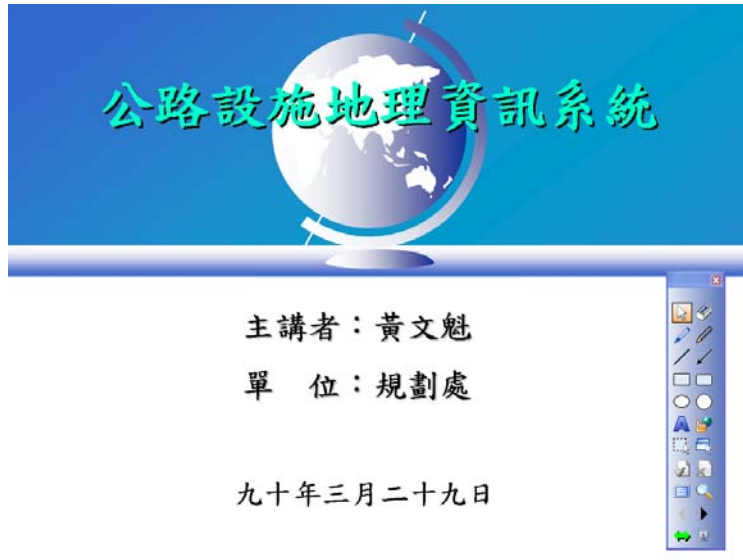 公路設施地理資訊系統
主講者：黃文魁
單　位：規劃處
九十年三月二十九日